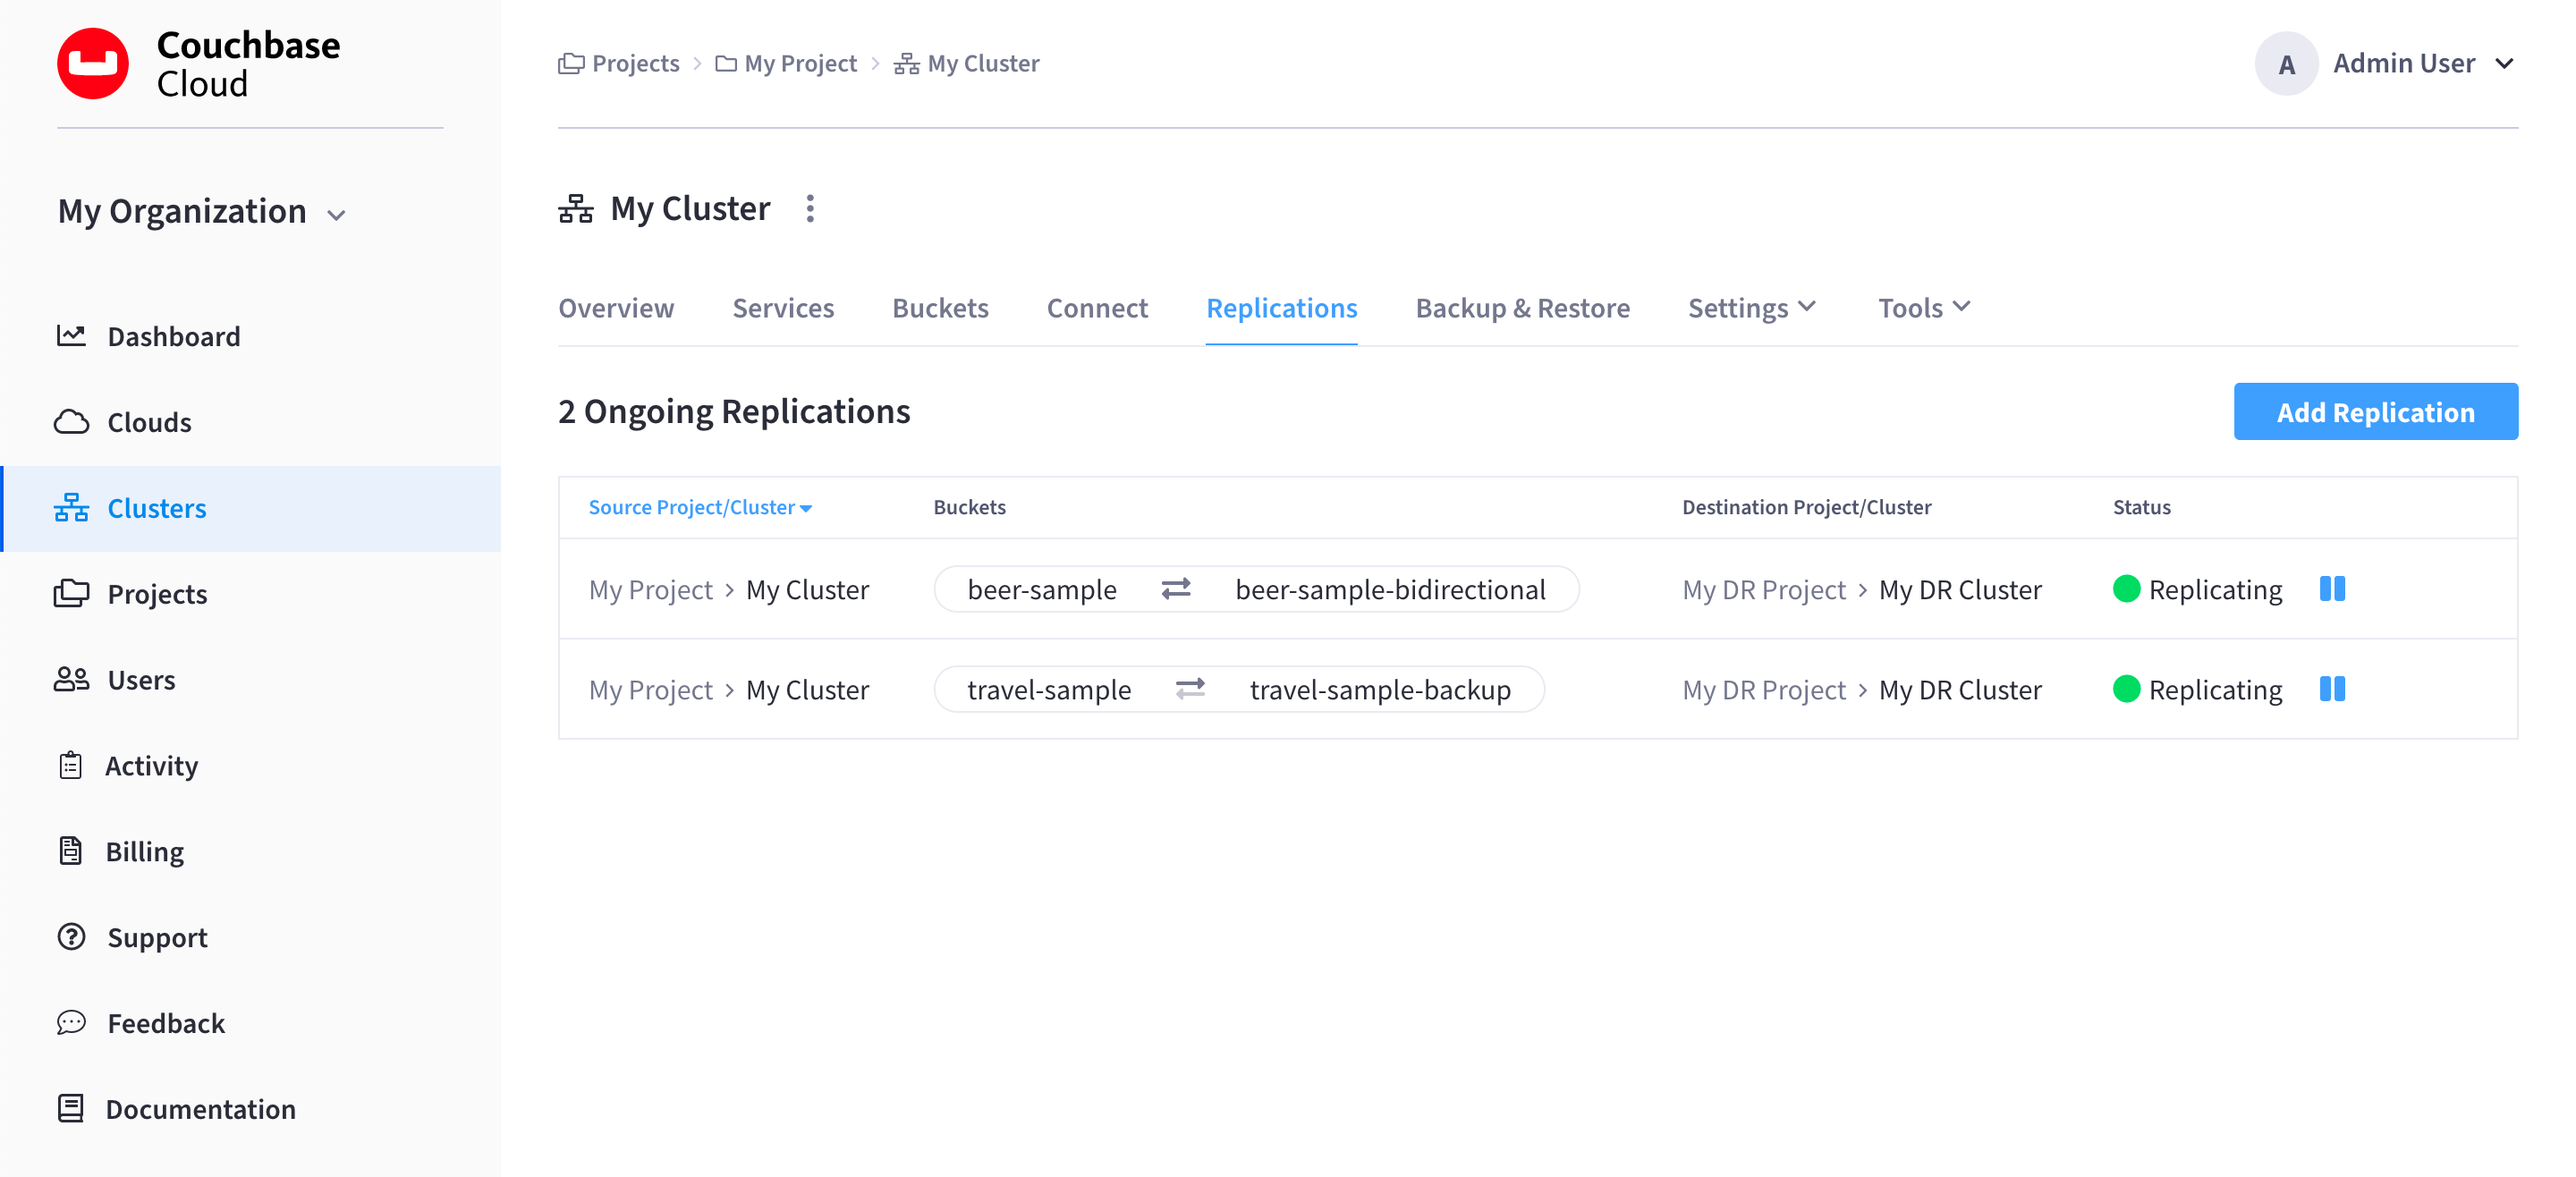 Couchbase
Cloud
My Organization
Dashboard
Clouds
Clusters
Projects
Users
Activity
Billing
Support
Feedback
Documentation
Projects > My Project > My Cluster
A Admin User
My Cluster
Overview Services Buckets Connect Replications Backup & Restore Settings Tools
2 Ongoing Replications
Add Replication
Source Project/Cluster Buckets Destination Project/Cluster Status
My Project > My Cluster beer-sample beer-sample-bidirectional My DR Project > My DR Cluster Replicating
My Project > My Cluster travel-sample travel-sample-backup My DR Project > My DR Cluster Replicating